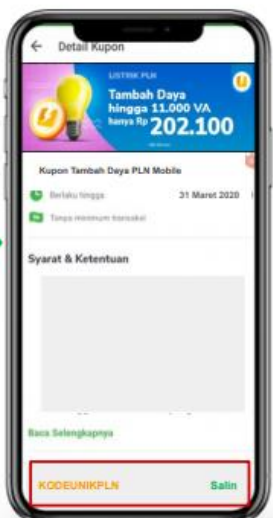 Detail Kupon
LISTRIK PLN
Tambah Daya
hingga 11.000 VA
hanya Rp 202.100
Kupon Tambah Daya PLN Mobile
Berlaku hingga 31 Maret 2020
Tanpa minimum transaksi
Syarat & Ketentuan
Baca Selengkapnya
KODEUNIKPLN Salin